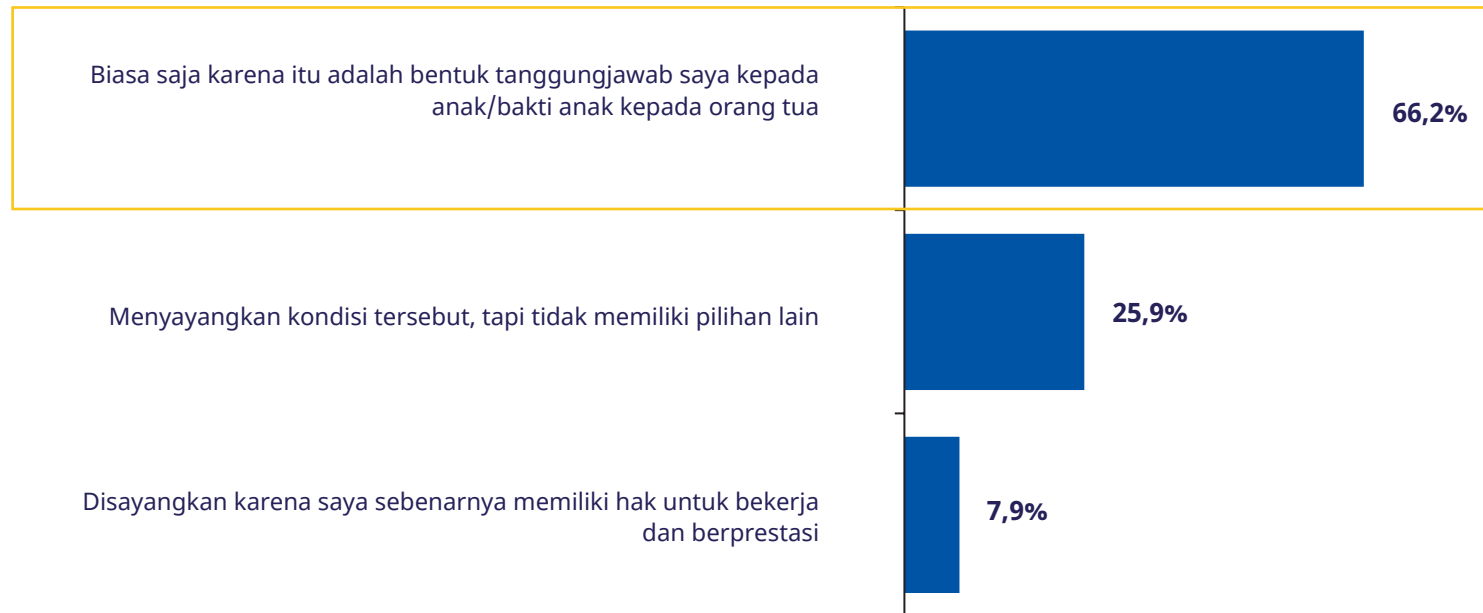 Biasa saja karena itu adalah bentuk tanggungjawab saya kepada
anak/bakti anak kepada orang tua
66,2%
Menyayangkan kondisi tersebut, tapi tidak memiliki pilihan lain
25,9%
Disayangkan karena saya sebenarnya memiliki hak untuk bekerja
dan berprestasi
7,9%